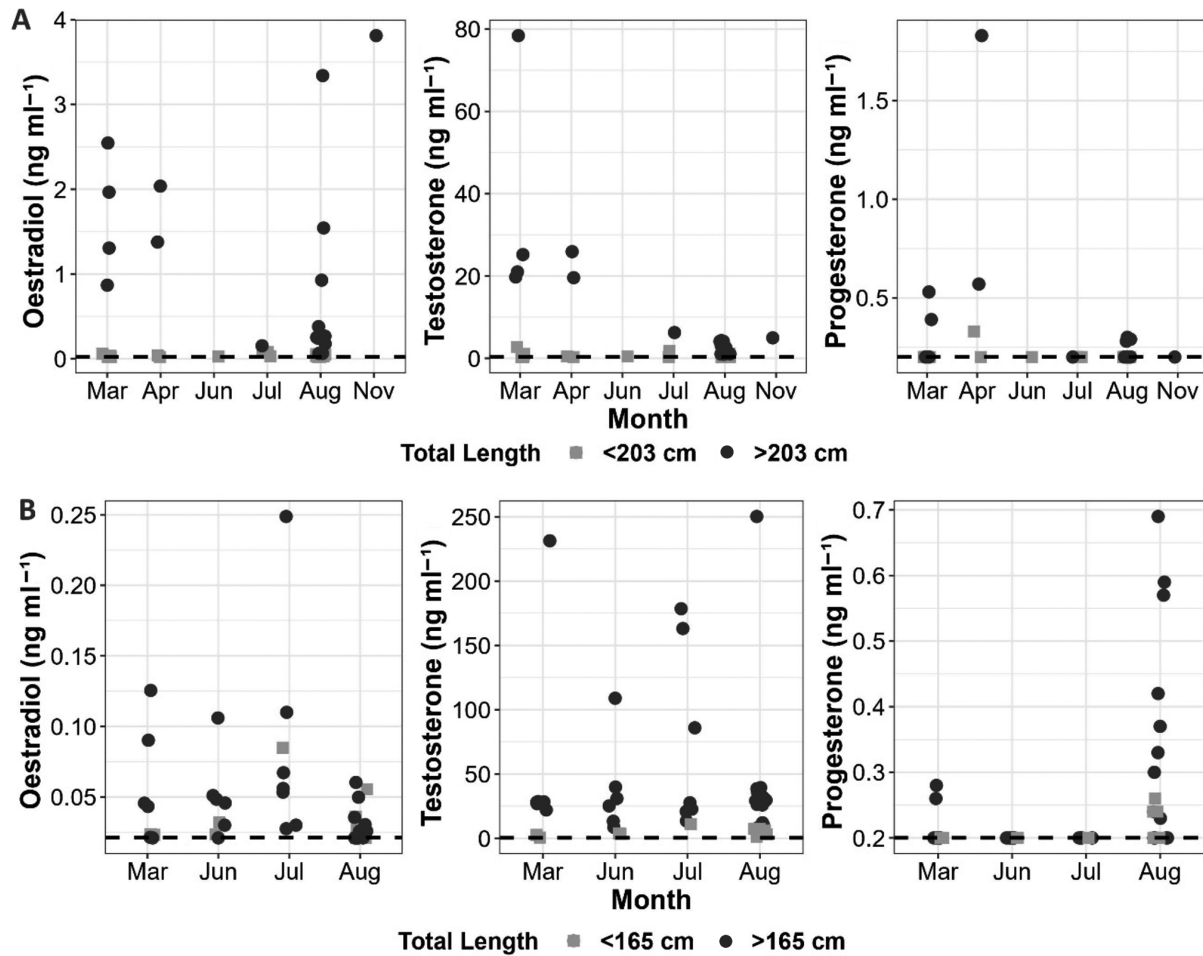 A
Oestradiol (ng ml⁻¹)
4
3
2
1
0
Mar Apr Jun Jul Aug Nov
Testosterone (ng ml⁻¹)
80
60
40
20
0
Mar Apr Jun Jul Aug Nov
Progesterone (ng ml⁻¹)
1.5
1.0
0.5
Mar Apr Jun Jul Aug Nov
Month
Total Length <203 cm >203 cm
B
Oestradiol (ng ml⁻¹)
0.25
0.20
0.15
0.10
0.05
Mar Jun Jul Aug
Testosterone (ng ml⁻¹)
250
200
150
100
50
0
Mar Jun Jul Aug
Progesterone (ng ml⁻¹)
0.7
0.6
0.5
0.4
0.3
0.2
Mar Jun Jul Aug
Month
Total Length <165 cm >165 cm